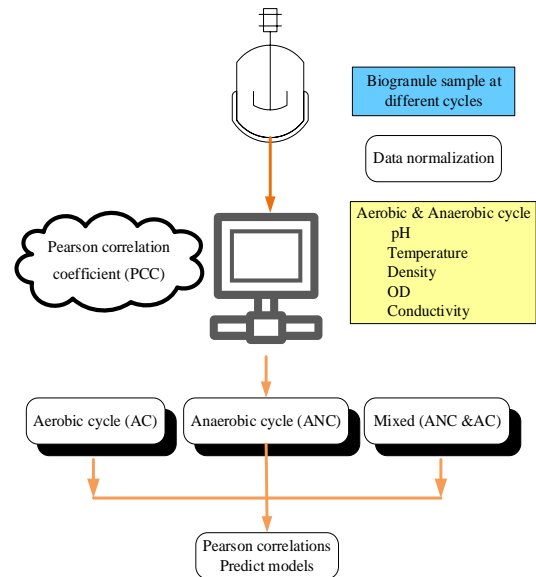 Biogranule sample at
different cycles
Data normalization
Pearson correlation
coefficient (PCC)
Aerobic & Anaerobic cycle
pH
Temperature
Density
OD
Conductivity
Aerobic cycle (AC)
Anaerobic cycle (ANC)
Mixed (ANC &AC)
Pearson correlations
Predict models